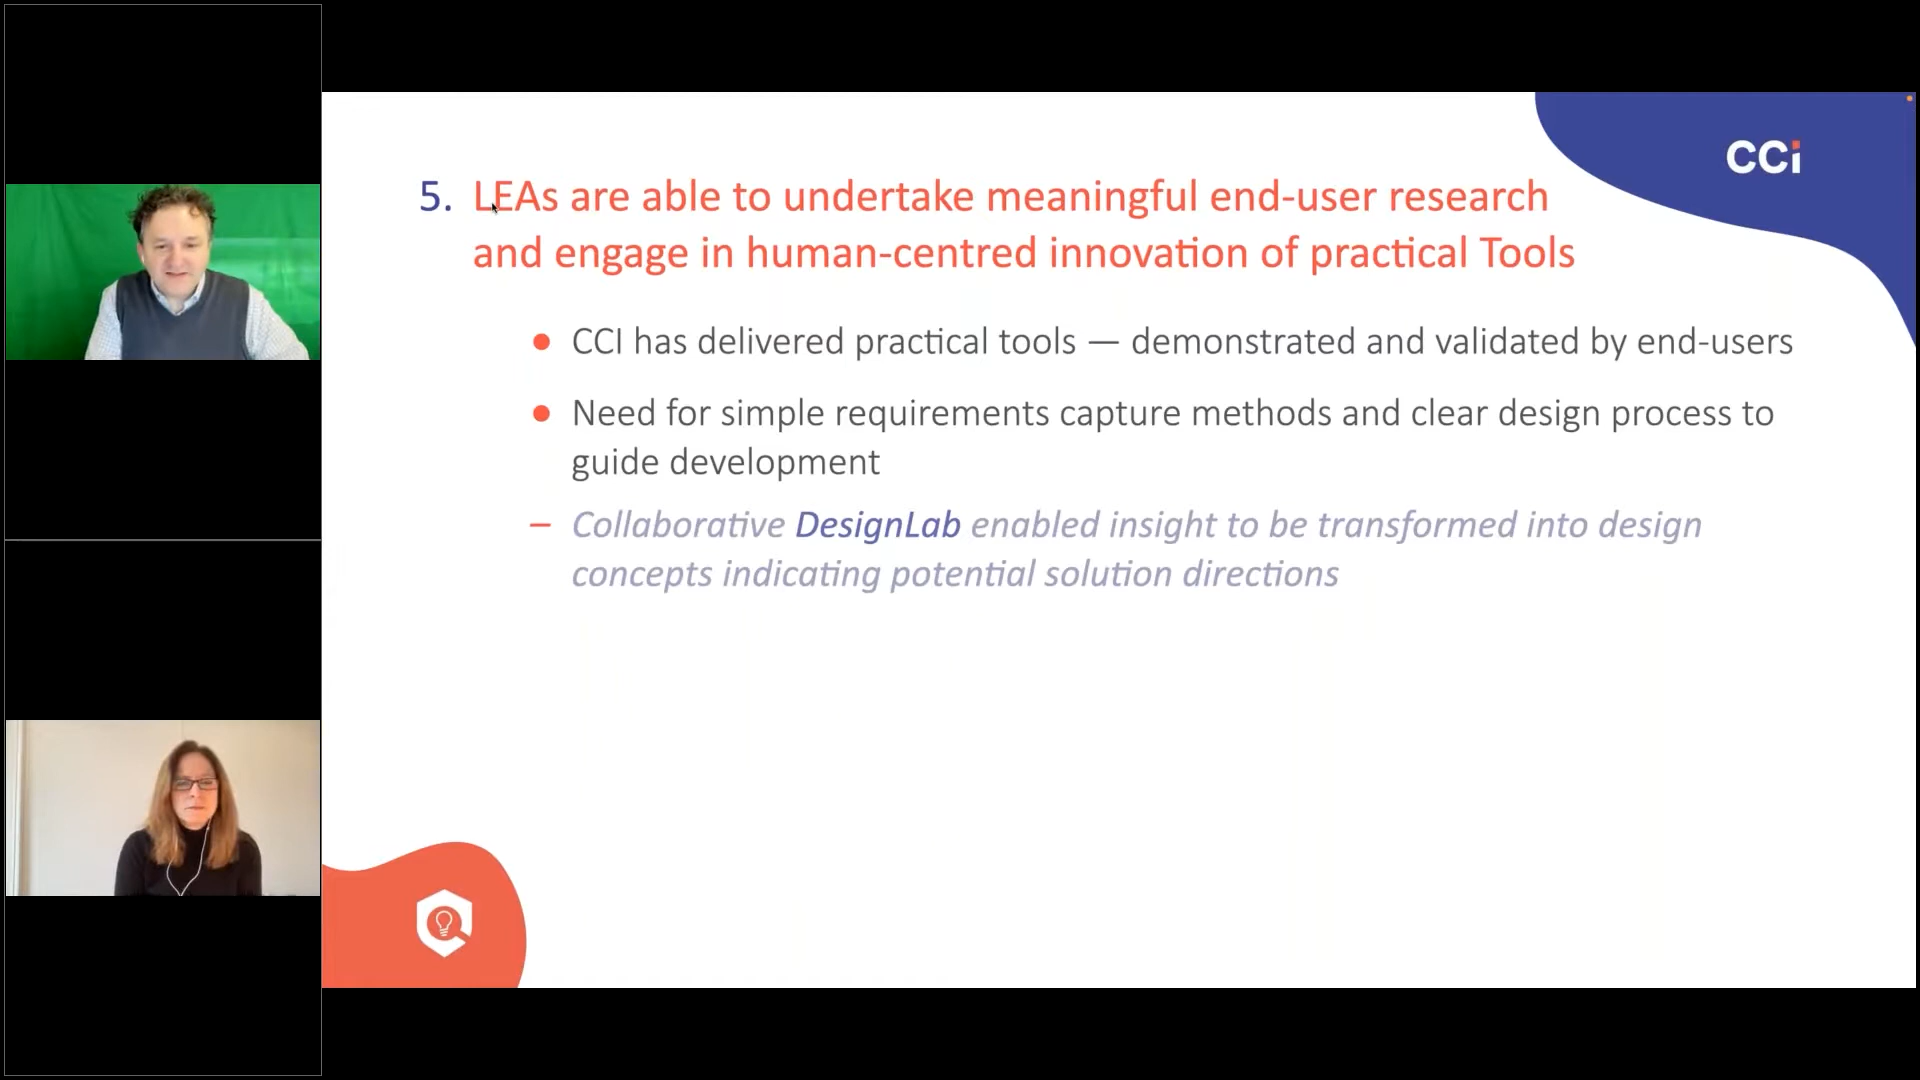 CCi
5. LEAs are able to undertake meaningful end-user research
and engage in human-centred innovation of practical Tools
● CCI has delivered practical tools — demonstrated and validated by end-users
● Need for simple requirements capture methods and clear design process to
guide development
– Collaborative DesignLab enabled insight to be transformed into design
concepts indicating potential solution directions